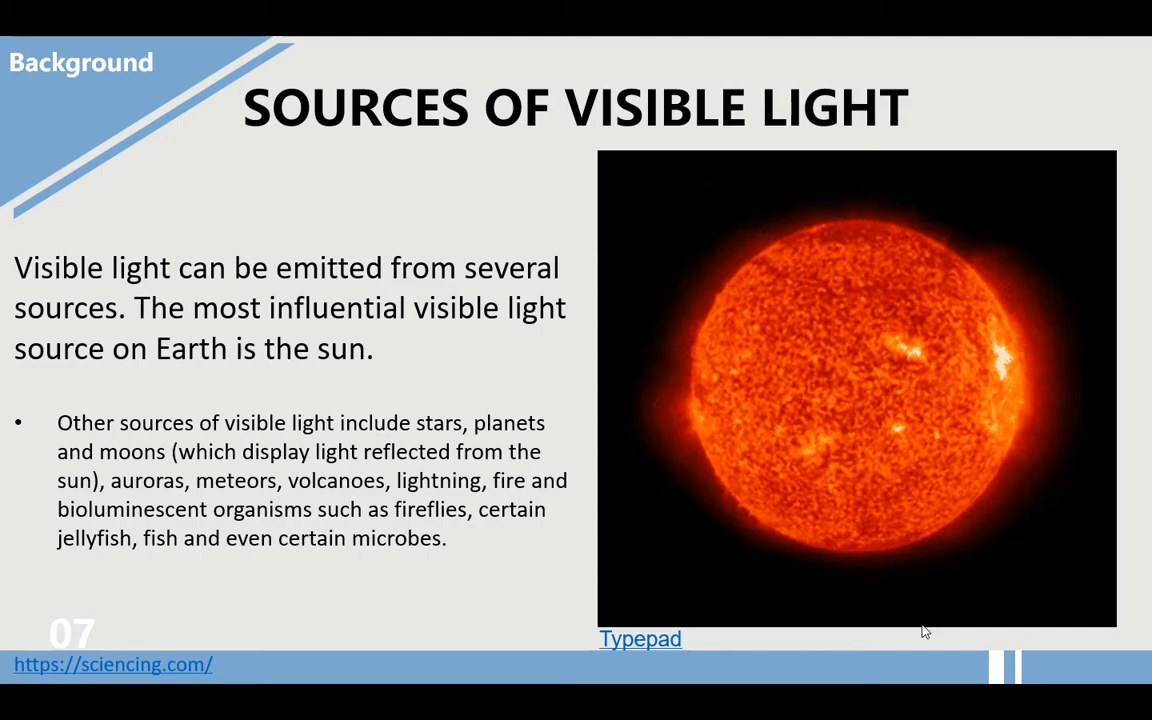 Background
SOURCES OF VISIBLE LIGHT
Visible light can be emitted from several
sources. The most influential visible light
source on Earth is the sun.
• Other sources of visible light include stars, planets
and moons (which display light reflected from the
sun), auroras, meteors, volcanoes, lightning, fire and
bioluminescent organisms such as fireflies, certain
jellyfish, fish and even certain microbes.
Typepad
07
https://sciencing.com/